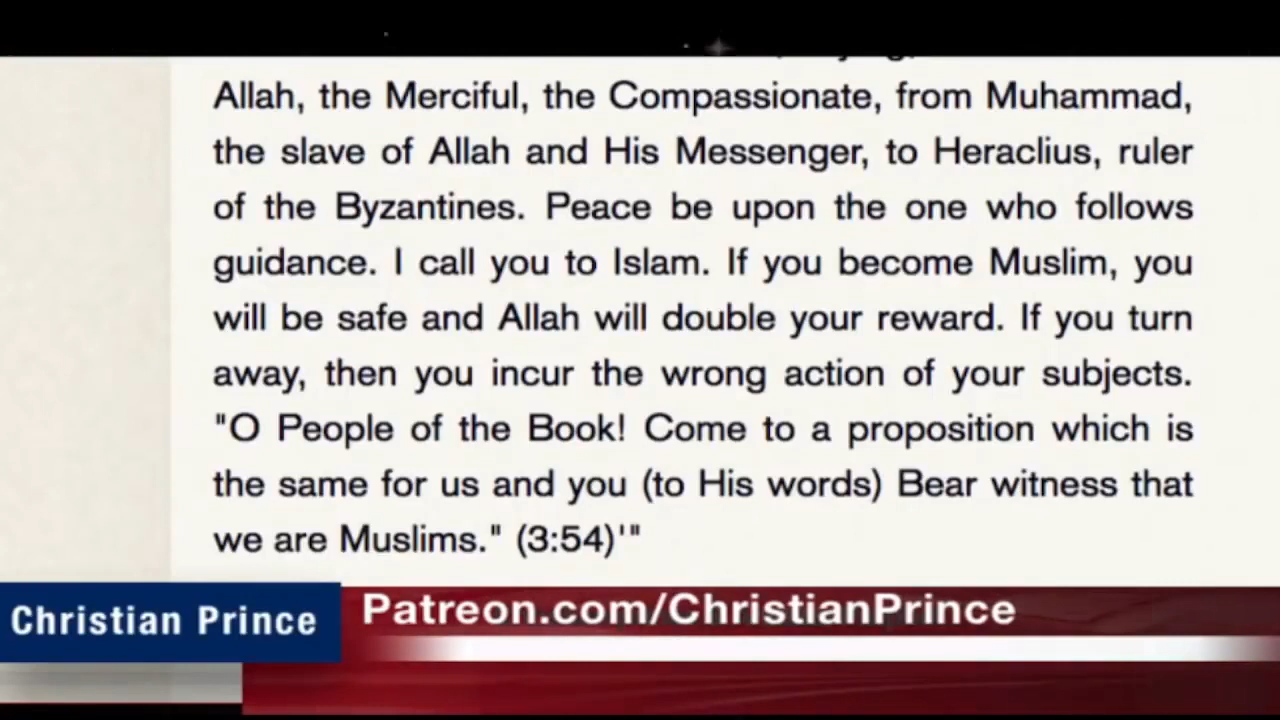 Allah, the Merciful, the Compassionate, from Muhammad,
the slave of Allah and His Messenger, to Heraclius, ruler
of the Byzantines. Peace be upon the one who follows
guidance. I call you to Islam. If you become Muslim, you
will be safe and Allah will double your reward. If you turn
away, then you incur the wrong action of your subjects.
"O People of the Book! Come to a proposition which is
the same for us and you (to His words) Bear witness that
we are Muslims." (3:54)'"
Christian Prince
Patreon.com/ChristianPrince